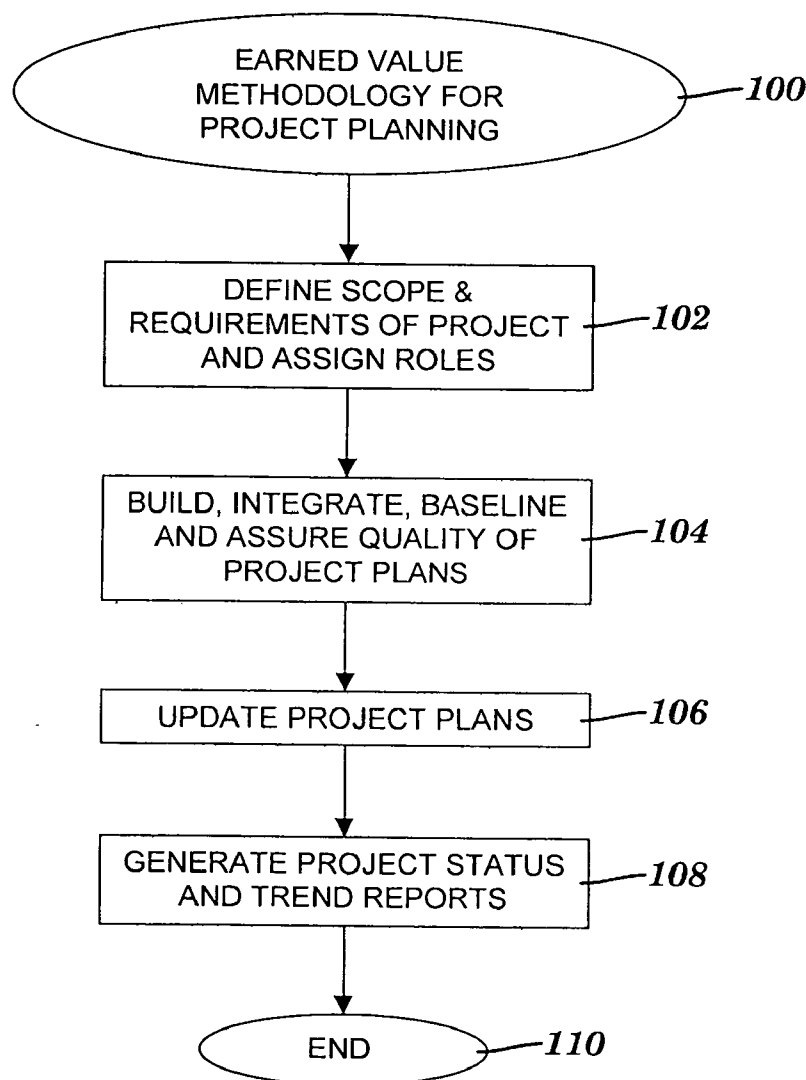 EARNED VALUE
METHODOLOGY FOR
PROJECT PLANNING
100
DEFINE SCOPE &
REQUIREMENTS OF PROJECT
AND ASSIGN ROLES
102
BUILD, INTEGRATE, BASELINE
AND ASSURE QUALITY OF
PROJECT PLANS
104
UPDATE PROJECT PLANS
106
GENERATE PROJECT STATUS
AND TREND REPORTS
108
END
110